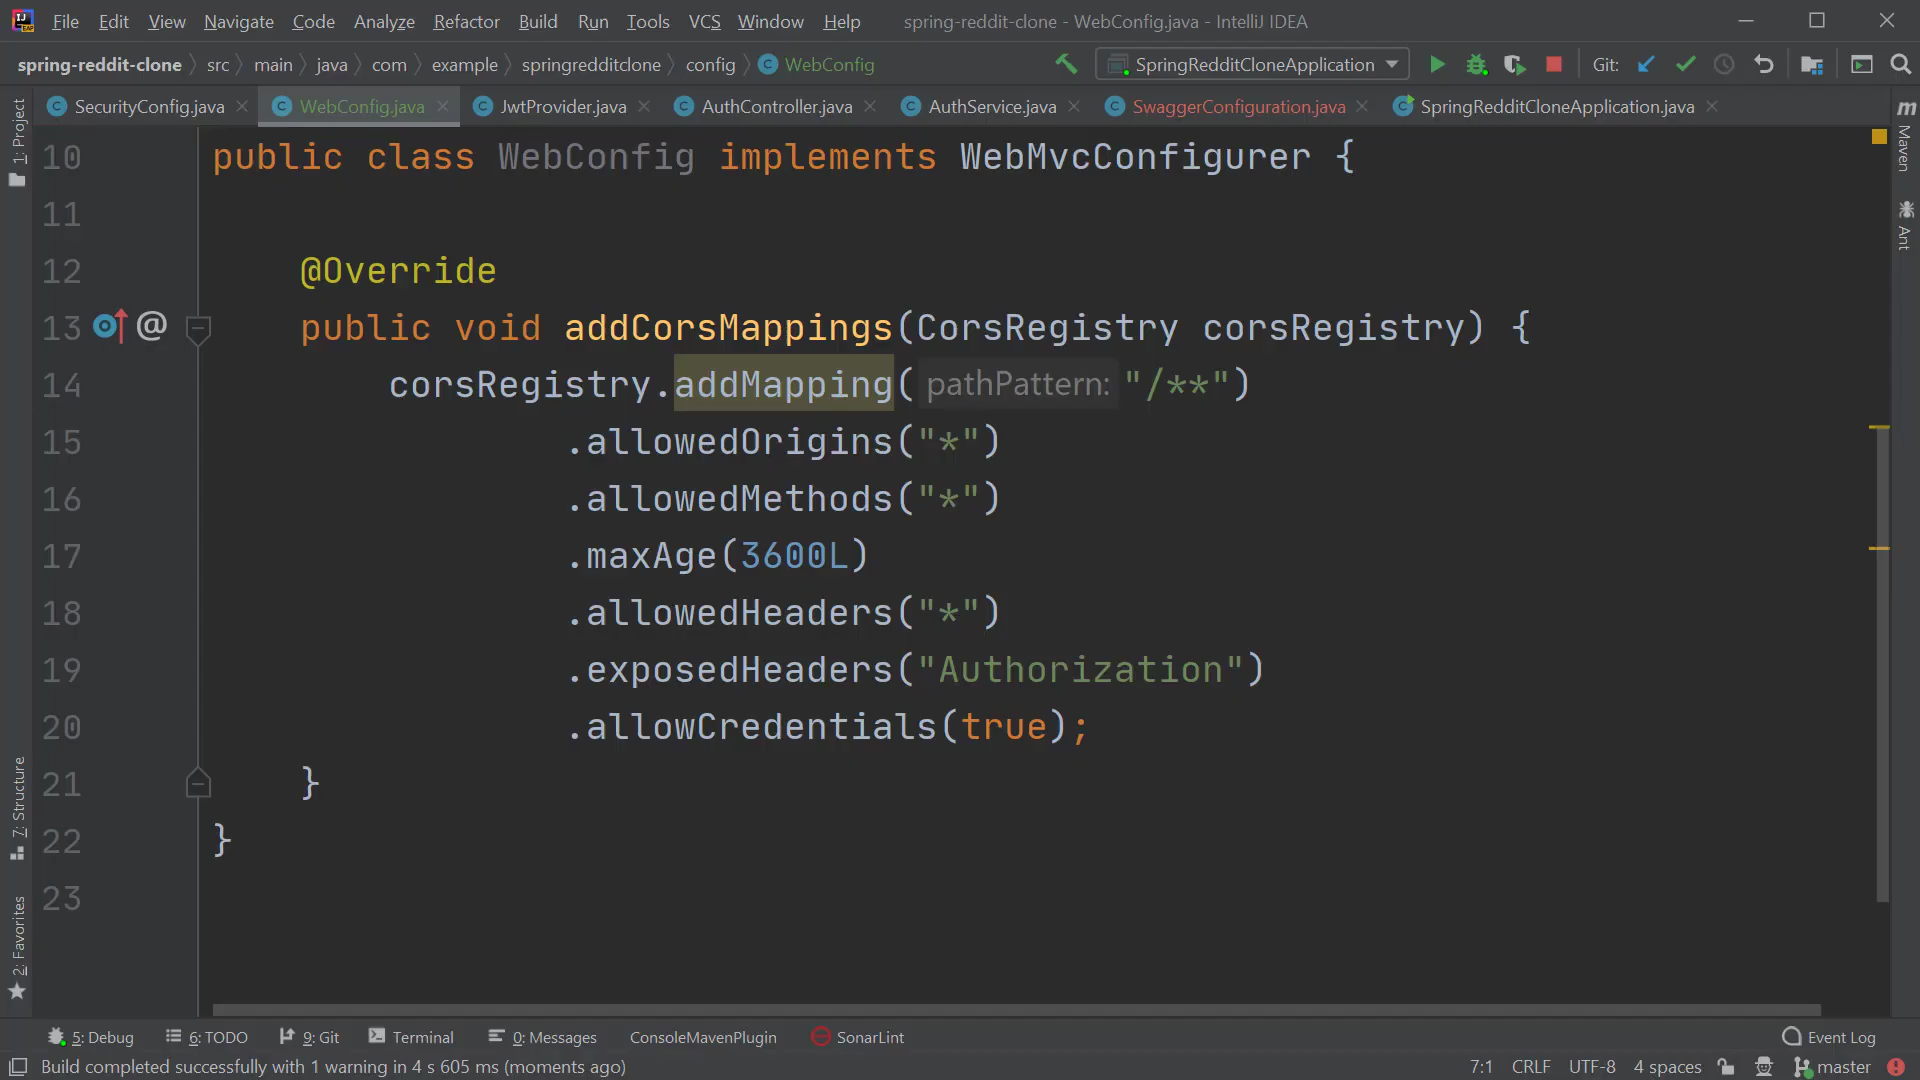 File Edit View Navigate Code Analyze Refactor Build Run Tools VCS Window Help spring-reddit-clone - WebConfig.java - IntelliJ IDEA
spring-reddit-clone src main java com example springredditclone config WebConfig SpringRedditCloneApplication Git:
SecurityConfig.java WebConfig.java JwtProvider.java AuthController.java AuthService.java SwaggerConfiguration.java SpringRedditCloneApplication.java
1: Project
7: Structure
2: Favorites
10 public class WebConfig implements WebMvcConfigurer {
11
12 @Override
13 public void addCorsMappings(CorsRegistry corsRegistry) {
14 corsRegistry.addMapping( pathPattern: "/**")
15 .allowedOrigins("*")
16 .allowedMethods("*")
17 .maxAge(3600L)
18 .allowedHeaders("*")
19 .exposedHeaders("Authorization")
20 .allowCredentials(true);
21 }
22 }
23
Maven
Ant
5: Debug 6: TODO 9: Git Terminal 0: Messages ConsoleMavenPlugin SonarLint Event Log
Build completed successfully with 1 warning in 4 s 605 ms (moments ago) 7:1 CRLF UTF-8 4 spaces master